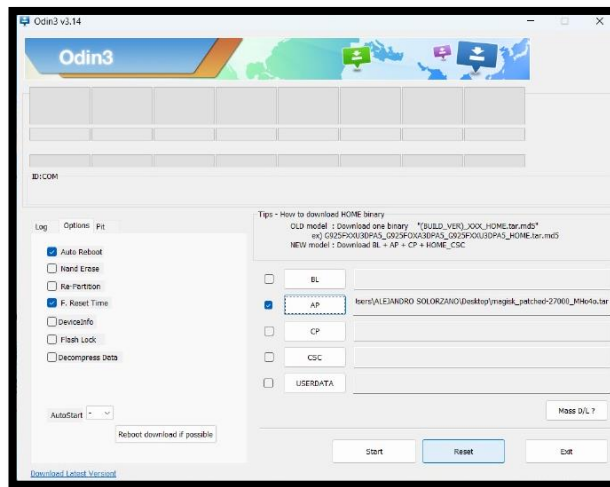 Odin3 v3.14
Odin3
ID:COM
Log Options Pit
Auto Reboot
Nand Erase
Re-Partition
F. Reset Time
DeviceInfo
Flash Lock
Decompress Data
AutoStart -
Reboot download if possible
Download Latest Version!
Tips - How to download HOME binary
OLD model : Download one binary "[BUILD_VER]_XXX_HOME.tar.md5"
ex) G925FXXU3DPA5_G925FOXA3DPA5_G925FXXU3DPA5_HOME.tar.md5
NEW model : Download BL + AP + CP + HOME_CSC
BL
AP Isers\ALEJANDRO SOLORZANO\Desktop\magisk_patched-27000_MHo4o.tar
CP
CSC
USERDATA
Mass D/L ?
Start Reset Exit